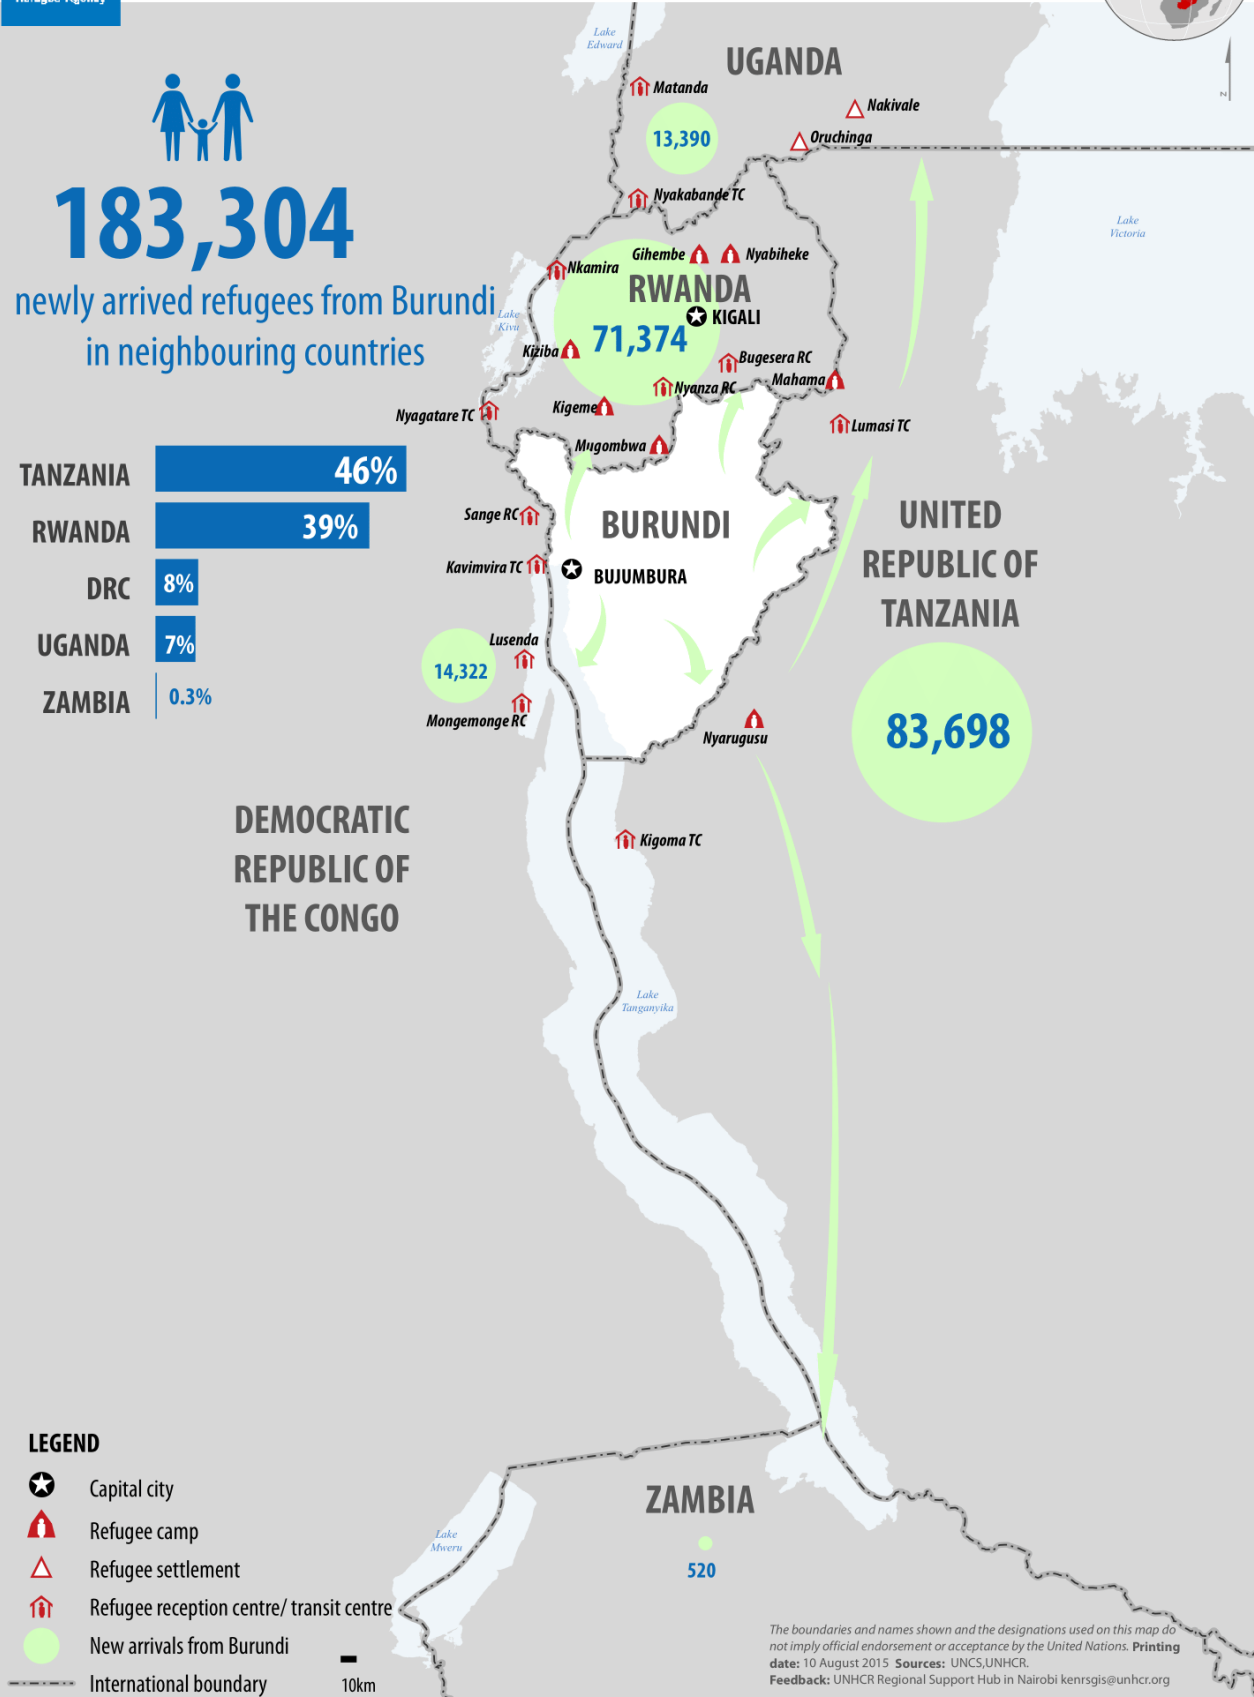 Refugee Agency
183,304
newly arrived refugees from Burundi
in neighbouring countries
TANZANIA 46%
RWANDA 39%
DRC 8%
UGANDA 7%
ZAMBIA 0.3%
Lake
Edward
UGANDA
Matanda
Nakivale
13,390
Oruchinga
Nyakabande TC
N
Lake
Victoria
Gihembe
Nyabiheke
Nkamira
RWANDA
KIGALI
Lake
Kivu
71,374
Kiziba
Bugesera RC
Mahama
Nyanza RC
Nyagatare TC
Kigeme
Lumasi TC
Mugombwa
Sange RC
BURUNDI
UNITED
REPUBLIC OF
TANZANIA
Kavimvira TC
BUJUMBURA
Lusenda
14,322
Mongemonge RC
83,698
Nyarugusu
DEMOCRATIC
REPUBLIC OF
THE CONGO
Kigoma TC
Lake
Tanganyika
ZAMBIA
520
Lake
Mweru
LEGEND
Capital city
Refugee camp
Refugee settlement
Refugee reception centre/ transit centre
New arrivals from Burundi
International boundary
10km
The boundaries and names shown and the designations used on this map do
not imply official endorsement or acceptance by the United Nations. Printing
date: 10 August 2015 Sources: UNCS,UNHCR.
Feedback: UNHCR Regional Support Hub in Nairobi kenrsgis@unhcr.org